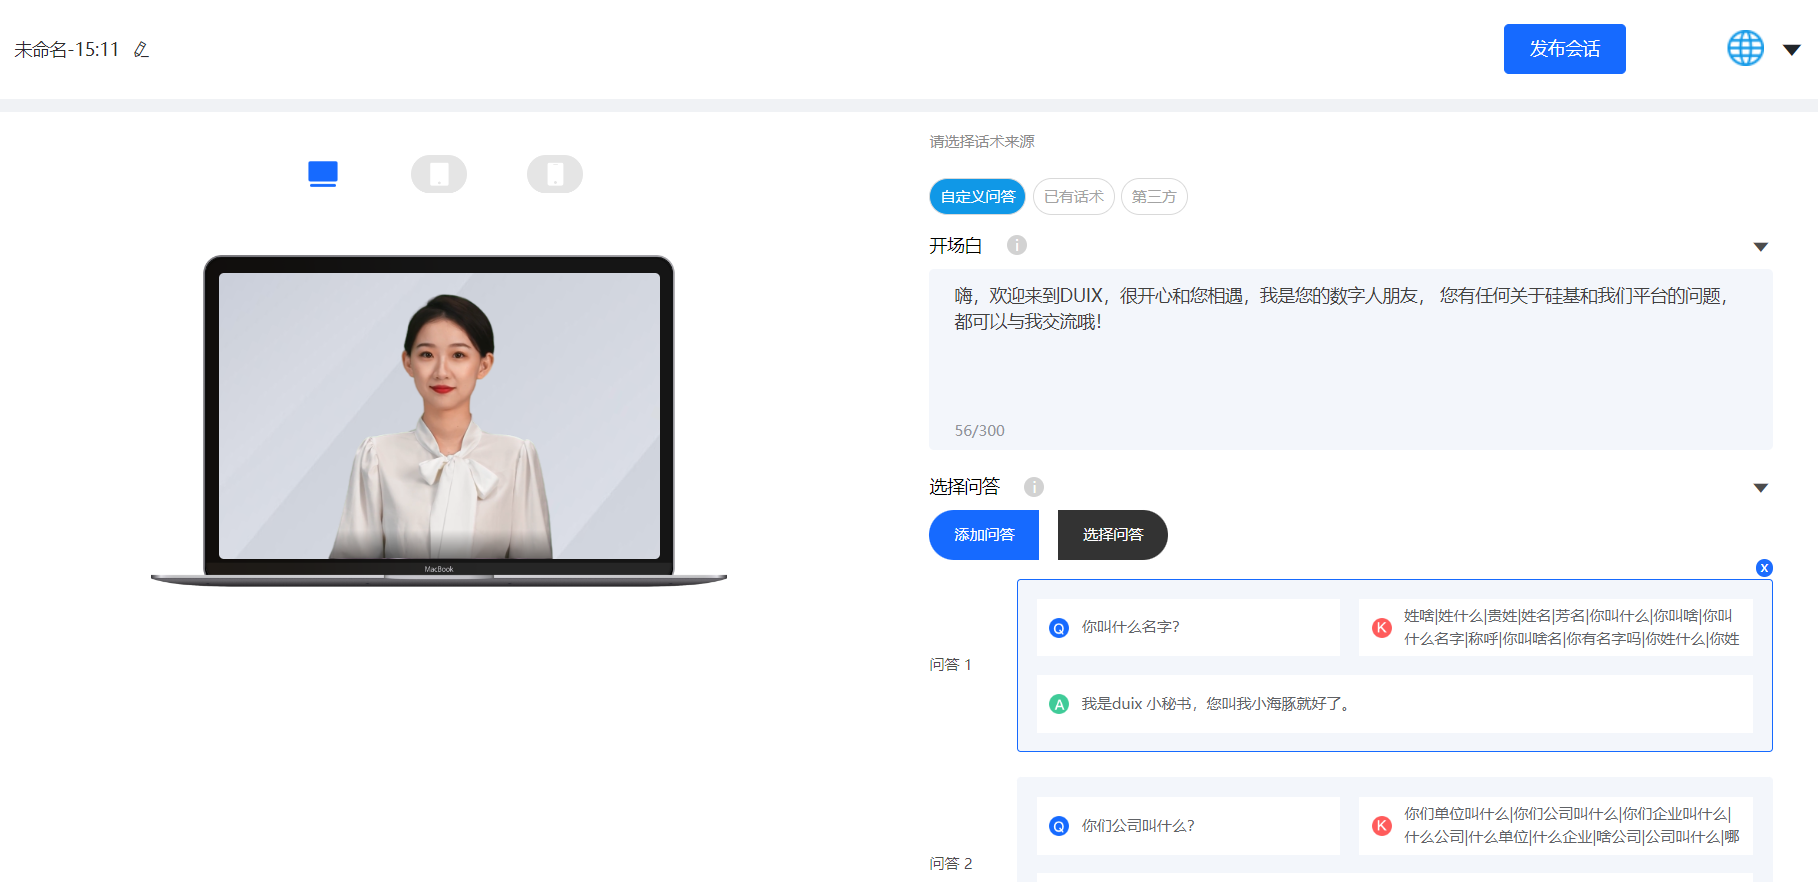 未命名-15:11
发布会话
请选择话术来源
自定义问答 已有话术 第三方
开场白
嗨，欢迎来到DUIX，很开心和您相遇，我是您的数字人朋友， 您有任何关于硅基和我们平台的问题，
都可以与我交流哦！
56/300
MacBook
选择问答
添加问答 选择问答
X
问答 1
Q 你叫什么名字？
K 姓啥|姓什么|贵姓|姓名|芳名|你叫什么|你叫啥|你叫
什么名字|称呼|你叫啥名|你有名字吗|你姓什么|你姓
A 我是duix 小秘书，您叫我小海豚就好了。
问答 2
Q 你们公司叫什么？
K 你们单位叫什么|你们公司叫什么|你们企业叫什么|
什么公司|什么单位|什么企业|啥公司|公司叫什么|哪